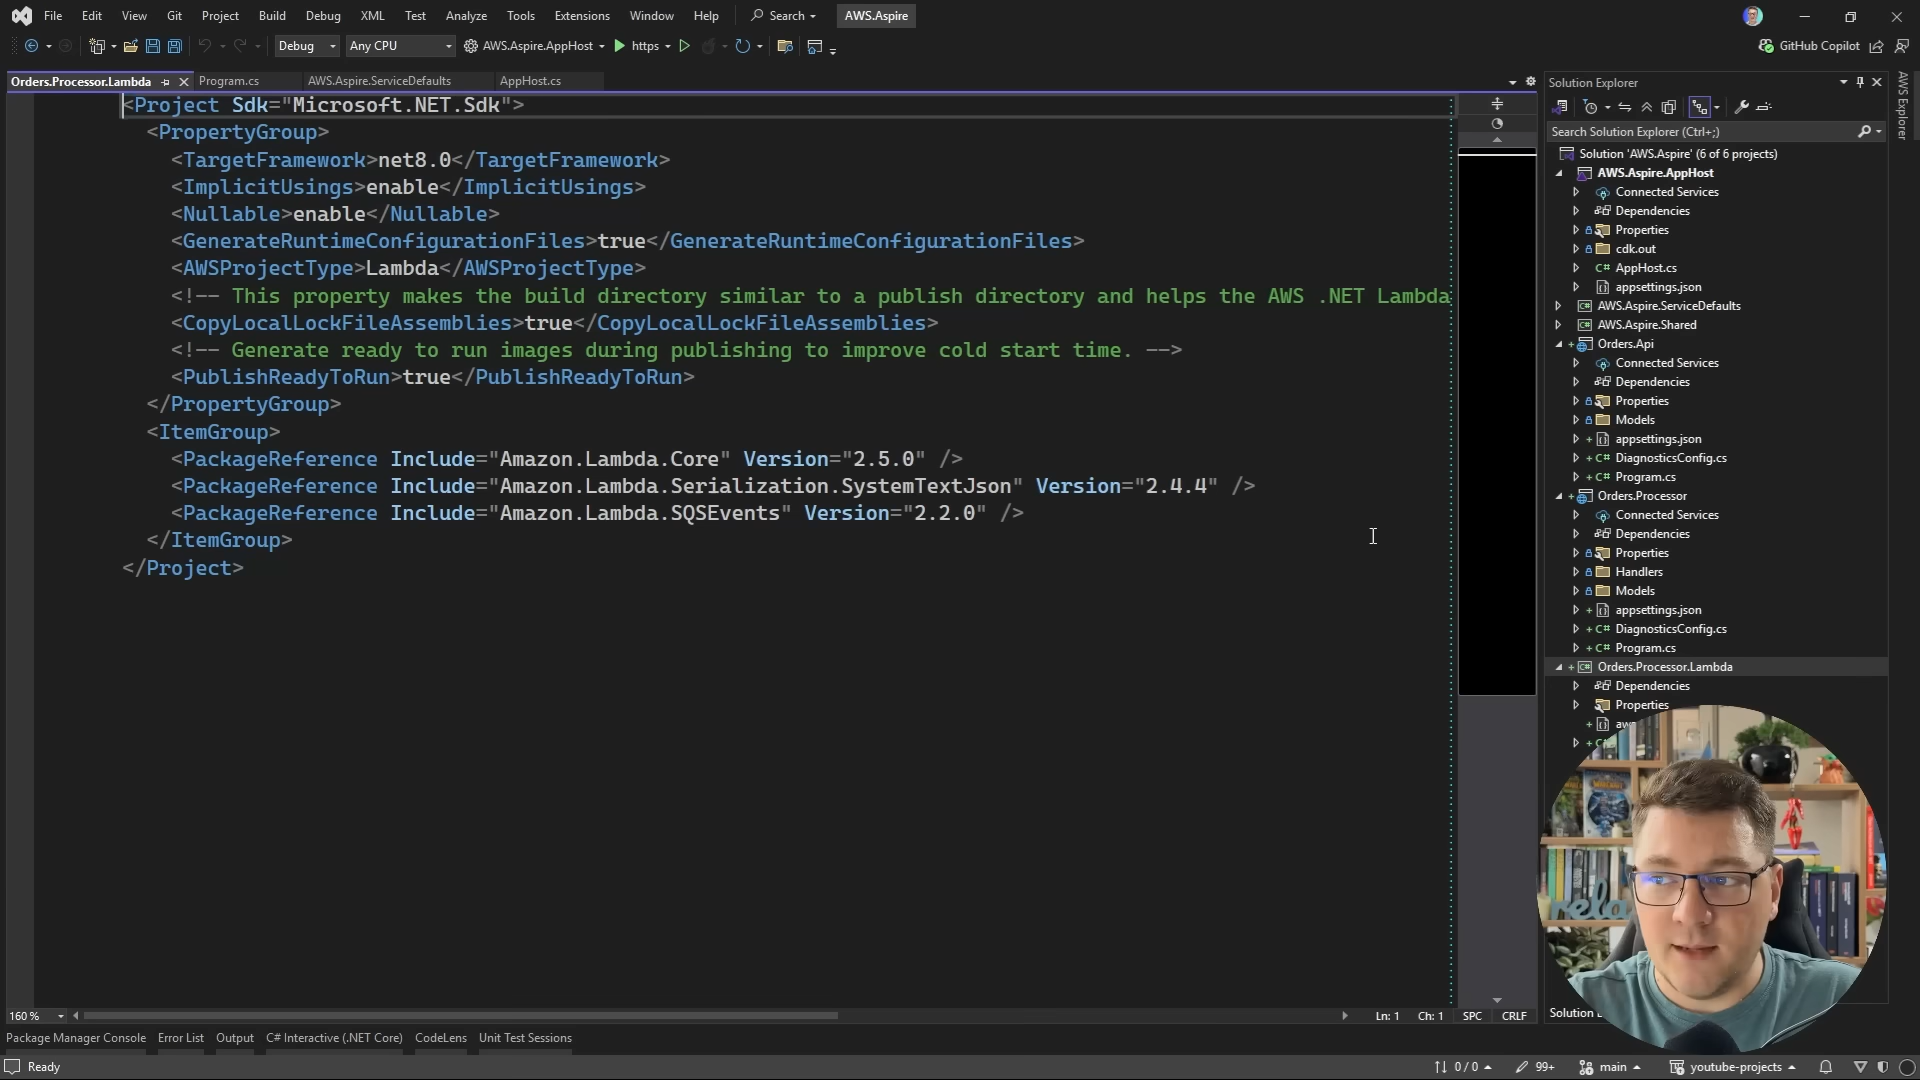 File Edit View Git Project Build Debug XML Test Analyze Tools Extensions Window Help Search AWS.Aspire
Debug Any CPU AWS.Aspire.AppHost https GitHub Copilot
Orders.Processor.Lambda Program.cs AWS.Aspire.ServiceDefaults AppHost.cs
<Project Sdk="Microsoft.NET.Sdk">
<PropertyGroup>
<TargetFramework>net8.0</TargetFramework>
<ImplicitUsings>enable</ImplicitUsings>
<Nullable>enable</Nullable>
<GenerateRuntimeConfigurationFiles>true</GenerateRuntimeConfigurationFiles>
<AWSProjectType>Lambda</AWSProjectType>
<!-- This property makes the build directory similar to a publish directory and helps the AWS .NET Lambda
<CopyLocalLockFileAssemblies>true</CopyLocalLockFileAssemblies>
<!-- Generate ready to run images during publishing to improve cold start time. -->
<PublishReadyToRun>true</PublishReadyToRun>
</PropertyGroup>
<ItemGroup>
<PackageReference Include="Amazon.Lambda.Core" Version="2.5.0" />
<PackageReference Include="Amazon.Lambda.Serialization.SystemTextJson" Version="2.4.4" />
<PackageReference Include="Amazon.Lambda.SQSEvents" Version="2.2.0" />
</ItemGroup>
</Project>
Solution Explorer
Search Solution Explorer (Ctrl+;)
Solution 'AWS.Aspire' (6 of 6 projects)
AWS.Aspire.AppHost
Connected Services
Dependencies
Properties
cdk.out
C# AppHost.cs
appsettings.json
C# AWS.Aspire.ServiceDefaults
C# AWS.Aspire.Shared
Orders.Api
Connected Services
Dependencies
Properties
Models
appsettings.json
C# DiagnosticsConfig.cs
C# Program.cs
Orders.Processor
Connected Services
Dependencies
Properties
Handlers
Models
appsettings.json
C# DiagnosticsConfig.cs
C# Program.cs
C# Orders.Processor.Lambda
Dependencies
Properties
AWS Explorer
rela
160 % Ln: 1 Ch: 1 SPC CRLF
Solution
Package Manager Console Error List Output C# Interactive (.NET Core) CodeLens Unit Test Sessions
Ready 0 / 0 99+ main youtube-projects